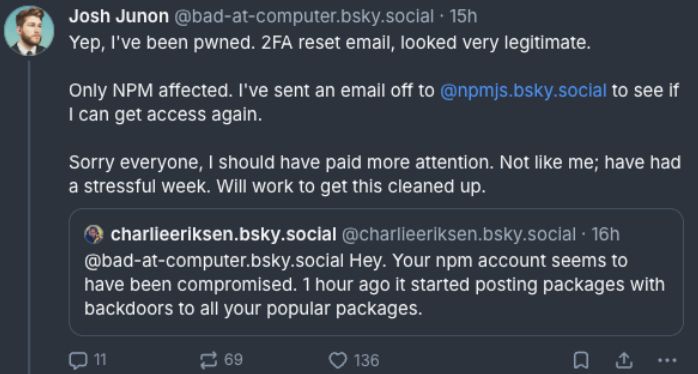 Josh Junon @bad-at-computer.bsky.social · 15h
Yep, I've been pwned. 2FA reset email, looked very legitimate.
Only NPM affected. I've sent an email off to @npmjs.bsky.social to see if
I can get access again.
Sorry everyone, I should have paid more attention. Not like me; have had
a stressful week. Will work to get this cleaned up.
charlieeriksen.bsky.social @charlieeriksen.bsky.social · 16h
@bad-at-computer.bsky.social Hey. Your npm account seems to
have been compromised. 1 hour ago it started posting packages with
backdoors to all your popular packages.
11 69 136